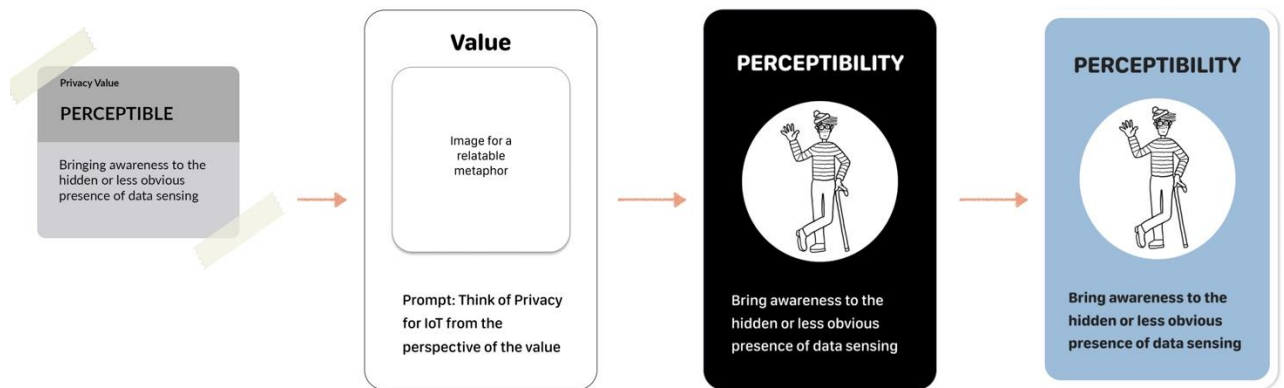 Privacy Value
PERCEPTIBLE
Bringing awareness to the
hidden or less obvious
presence of data sensing
Value
Image for a
relatable
metaphor
Prompt: Think of Privacy
for IoT from the
perspective of the value
PERCEPTIBILITY
Bring awareness to the
hidden or less obvious
presence of data sensing
PERCEPTIBILITY
Bring awareness to the
hidden or less obvious
presence of data sensing